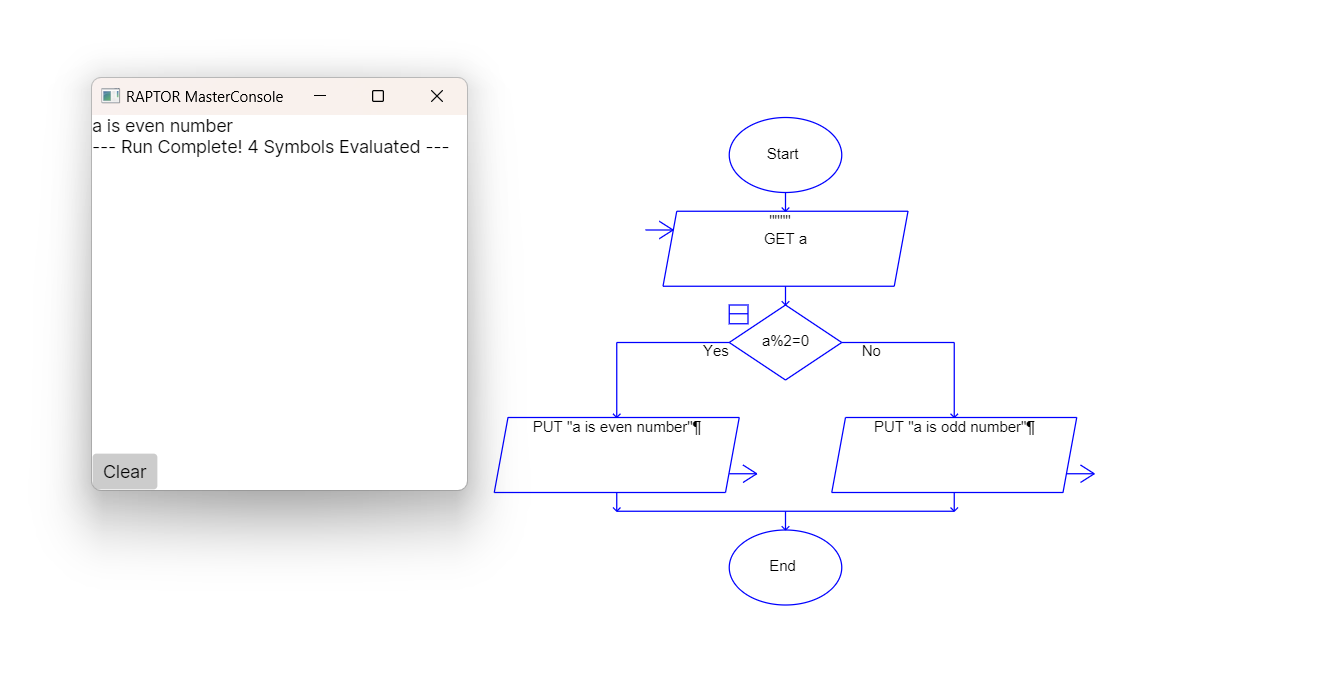 RAPTOR MasterConsole
a is even number
--- Run Complete! 4 Symbols Evaluated ---
Clear
Start
""""
GET a
a%2=0
Yes
No
PUT "a is even number"¶
PUT "a is odd number"¶
End